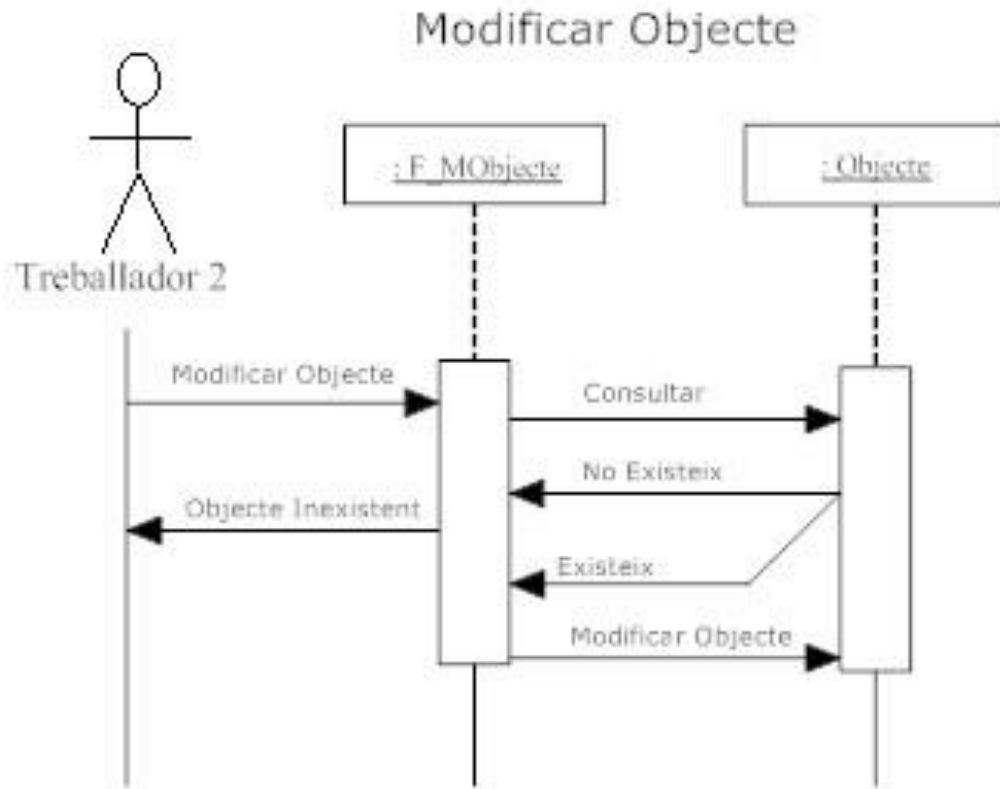 Modificar Objecte
: F_MObjecte
: Objecte
Treballador 2
Modificar Objecte
Consultar
No Existeix
Objecte Inexistent
Existeix
Modificar Objecte